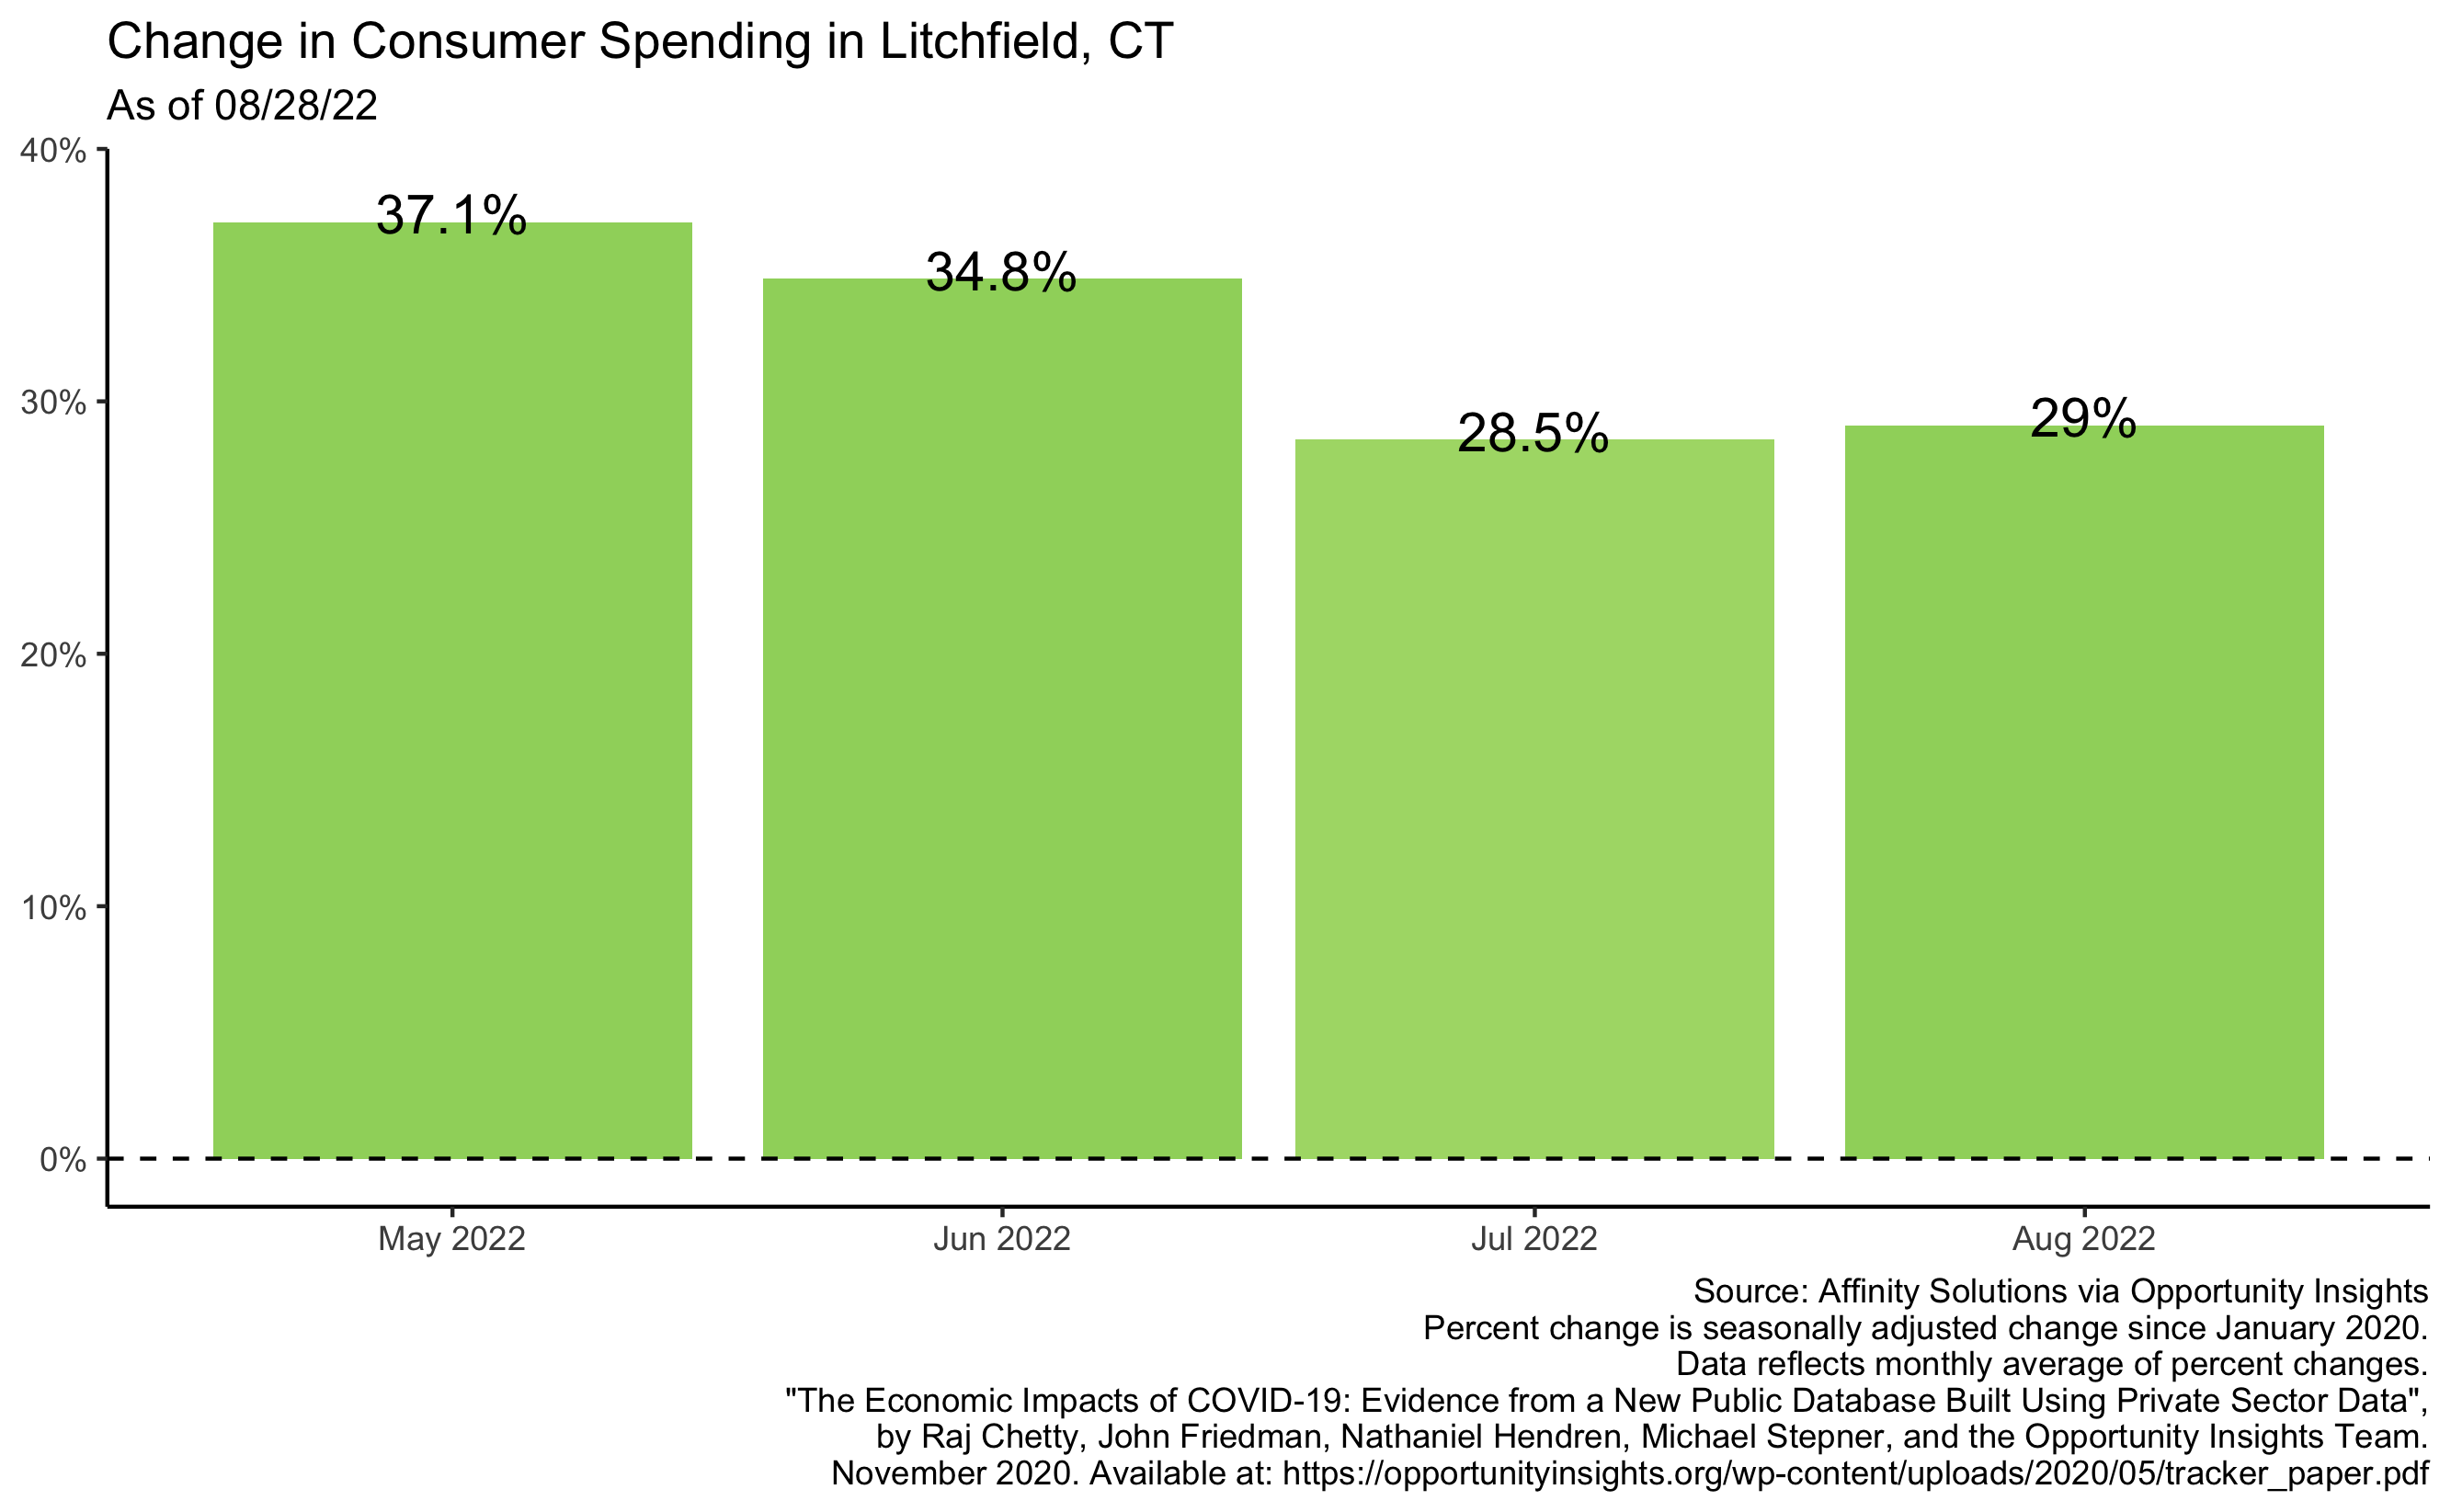 Change in Consumer Spending in Litchfield, CT
As of 08/28/22
40%
30%
20%
10%
0%
37.1%
34.8%
28.5%
29%
May 2022
Jun 2022
Jul 2022
Aug 2022
Source: Affinity Solutions via Opportunity Insights
Percent change is seasonally adjusted change since January 2020.
Data reflects monthly average of percent changes.
"The Economic Impacts of COVID-19: Evidence from a New Public Database Built Using Private Sector Data",
by Raj Chetty, John Friedman, Nathaniel Hendren, Michael Stepner, and the Opportunity Insights Team.
November 2020. Available at: https://opportunityinsights.org/wp-content/uploads/2020/05/tracker_paper.pdf